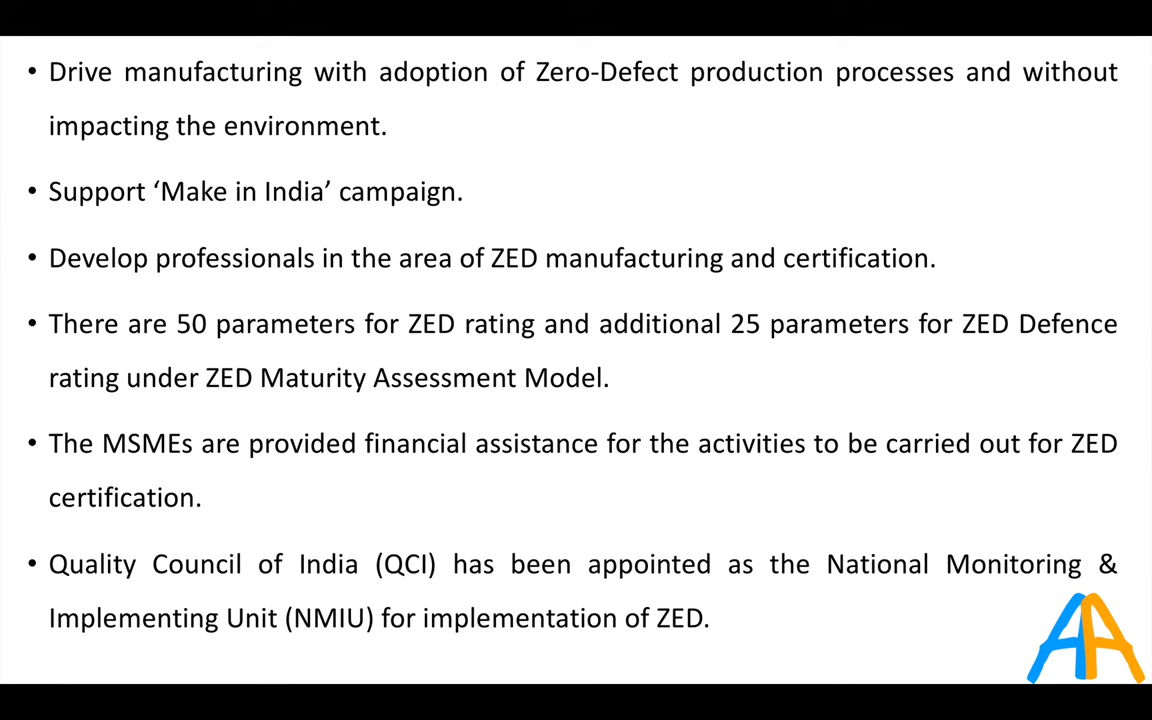 • Drive manufacturing with adoption of Zero-Defect production processes and without
impacting the environment.
• Support ‘Make in India’ campaign.
• Develop professionals in the area of ZED manufacturing and certification.
• There are 50 parameters for ZED rating and additional 25 parameters for ZED Defence
rating under ZED Maturity Assessment Model.
• The MSMEs are provided financial assistance for the activities to be carried out for ZED
certification.
• Quality Council of India (QCI) has been appointed as the National Monitoring &
Implementing Unit (NMIU) for implementation of ZED.
AA